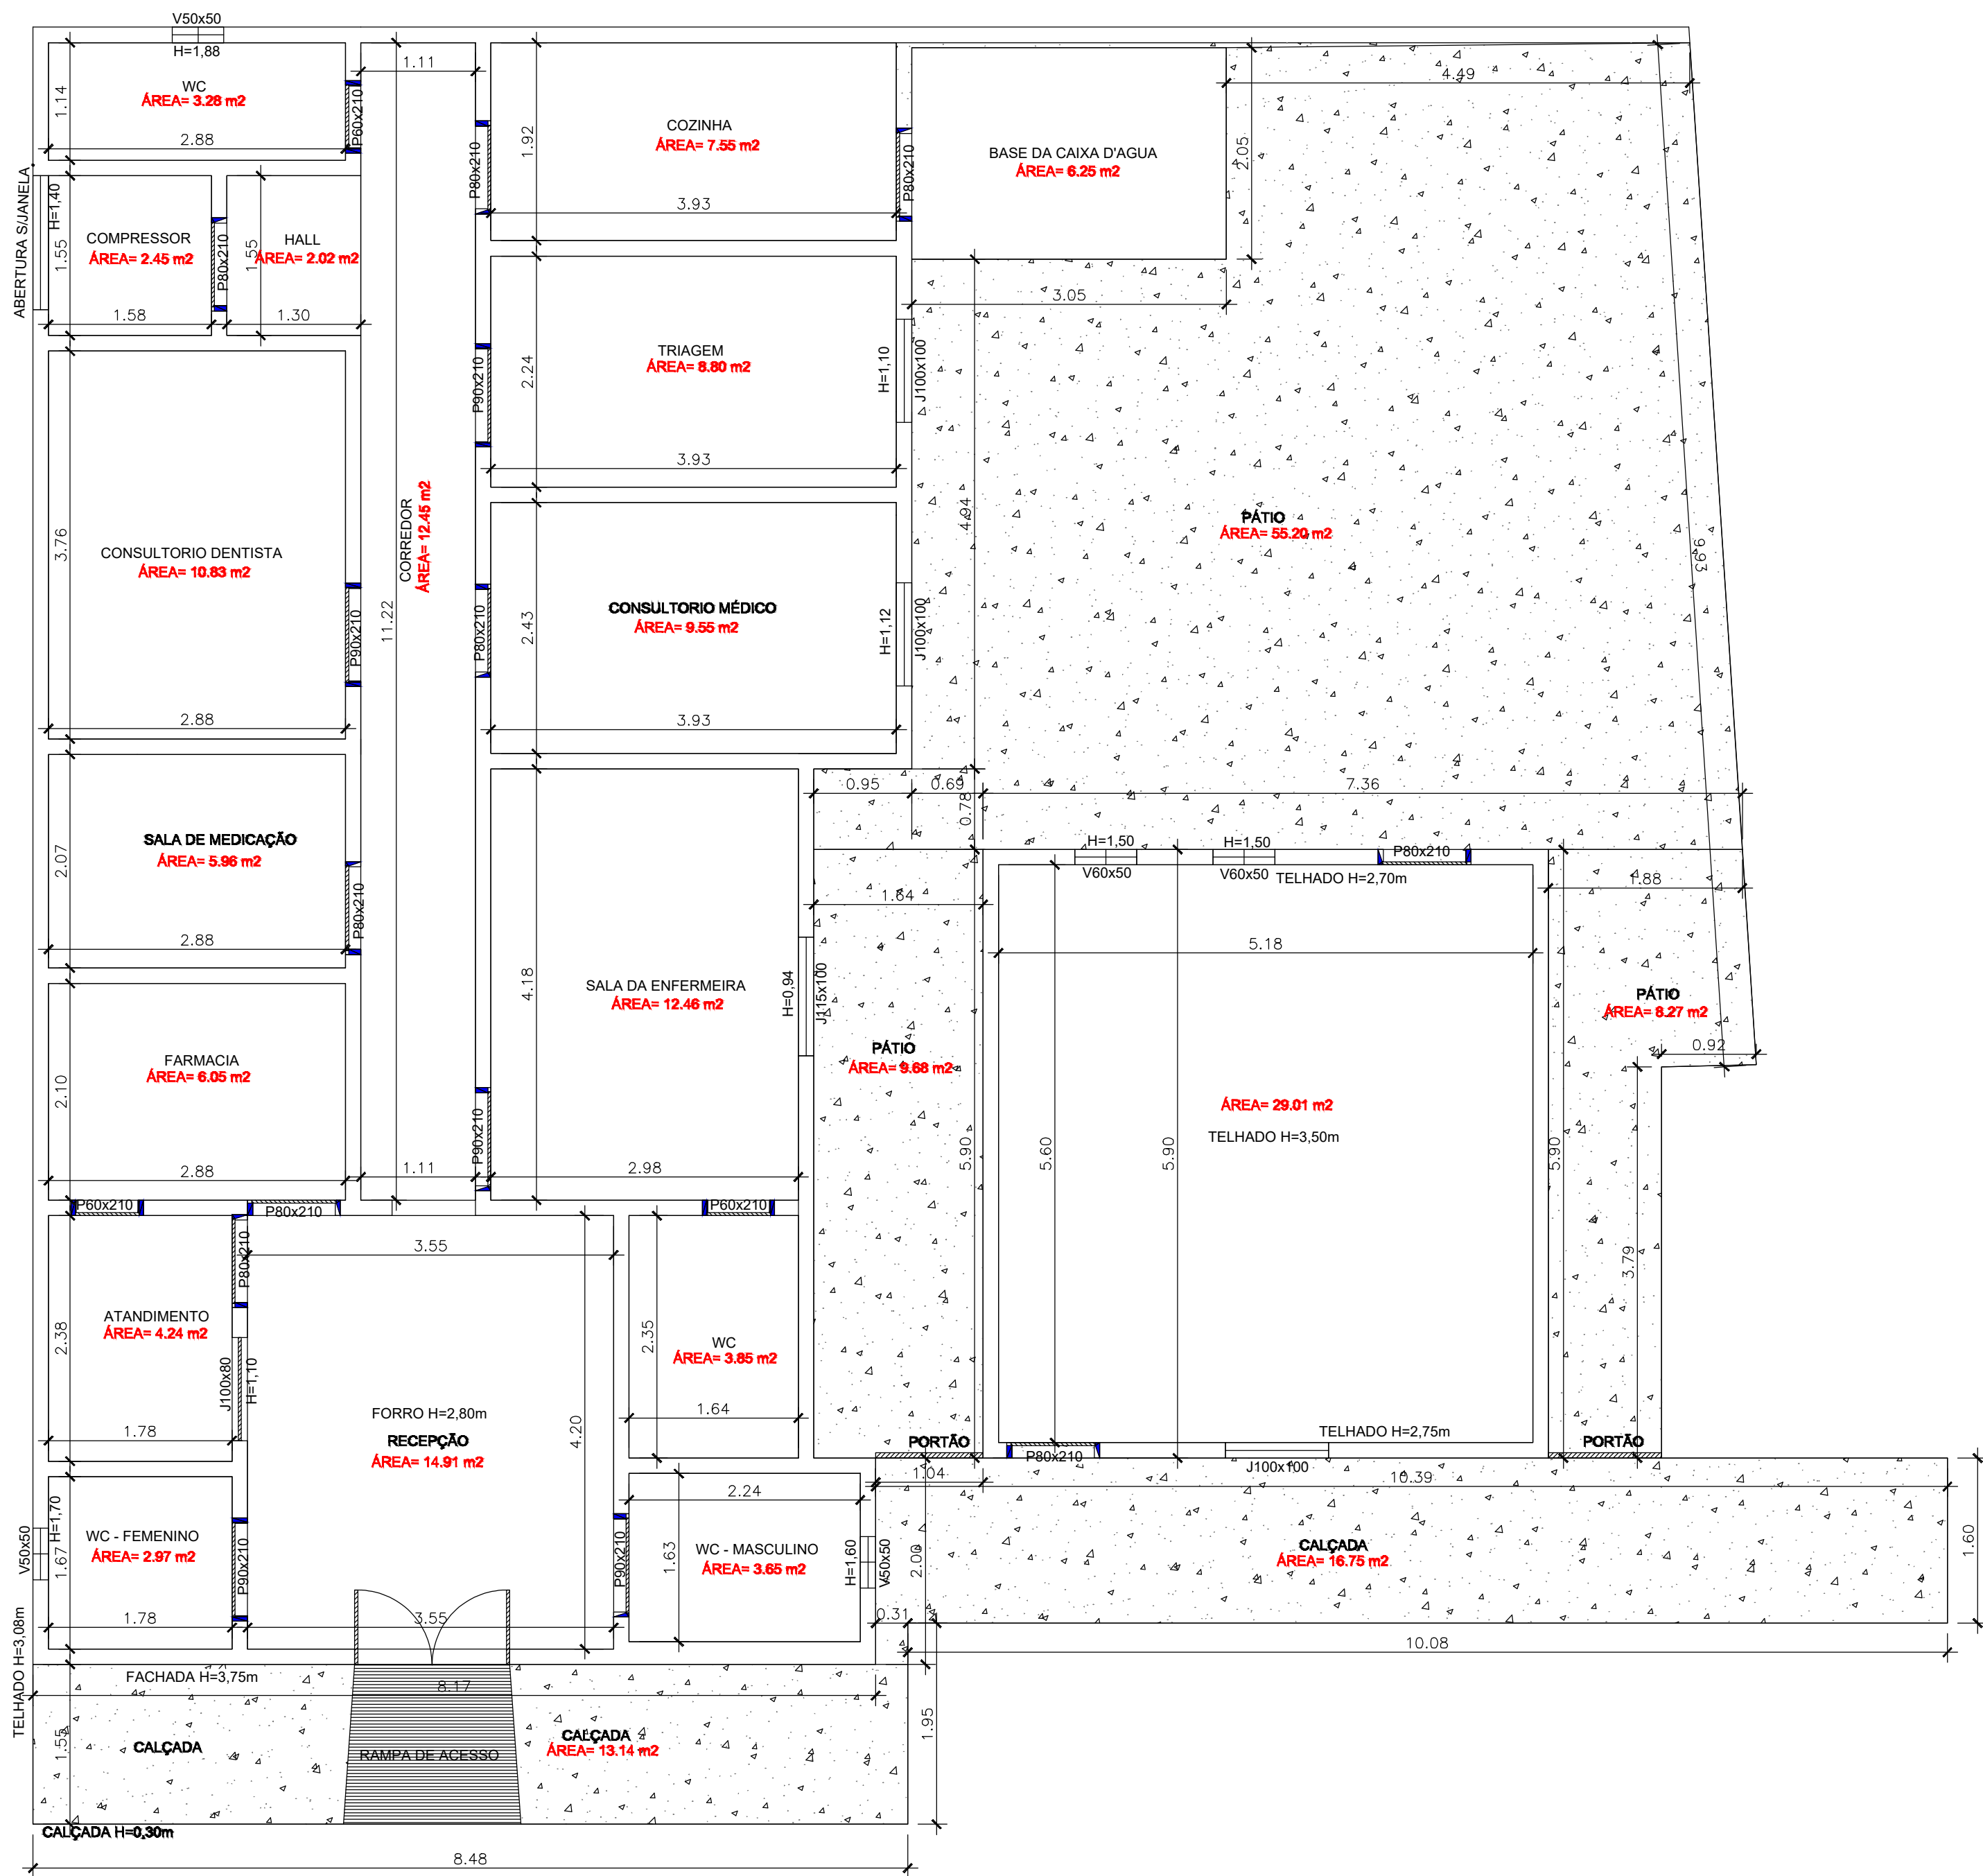 V50x50
H=1,88
WC
ÁREA= 3.28 m2
1.14
2.88
P60x210
1.11
COZINHA
ÁREA= 7.55 m2
1.92
3.93
P80x210
P80x210
BASE DA CAIXA D'AGUA
ÁREA= 6.25 m2
2.05
4.49
3.05
ABERTURA S/JANELA
H=1,40
1.55
COMPRESSOR
ÁREA= 2.45 m2
1.58
P80x210
HALL
ÁREA= 2.02 m2
1.55
1.30
TRIAGEM
ÁREA= 8.80 m2
2.24
3.93
P90x210
H=1,10
J100x100
CORREDOR
ÁREA= 12.45 m2
11.22
PÁTIO
ÁREA= 55.20 m2
4.94
9.93
CONSULTORIO DENTISTA
ÁREA= 10.83 m2
3.76
2.88
P90x210
CONSULTORIO MÉDICO
ÁREA= 9.55 m2
2.43
3.93
P80x210
H=1,12
J100x100
0.95
0.69
7.36
0.78
SALA DE MEDICAÇÃO
ÁREA= 5.96 m2
2.07
2.88
P80x210
H=1,50
V60x50
H=1,50
V60x50
P80x210
TELHADO H=2,70m
1.88
1.64
5.18
SALA DA ENFERMEIRA
ÁREA= 12.46 m2
4.18
2.98
H=0,94
J115x100
P90x210
PÁTIO
ÁREA= 9.68 m2
PÁTIO
ÁREA= 8.27 m2
0.92
FARMACIA
ÁREA= 6.05 m2
2.10
2.88
1.11
ÁREA= 29.01 m2
TELHADO H=3,50m
5.90
5.60
5.90
5.90
3.79
P60x210
P80x210
P60x210
P80x210
3.55
ATANDIMENTO
ÁREA= 4.24 m2
2.38
1.78
J100x80
H=1,10
WC
ÁREA= 3.85 m2
2.35
1.64
FORRO H=2,80m
RECEPÇÃO
ÁREA= 14.91 m2
4.20
PORTÃO
TELHADO H=2,75m
PORTÃO
P80x210
J100x100
1.04
10.39
WC - FEMENINO
ÁREA= 2.97 m2
H=1,70
1.67
V50x50
1.78
P90x210
3.55
P90x210
2.24
WC - MASCULINO
ÁREA= 3.65 m2
1.63
H=1,60
V50x50
2.00
0.31
CALÇADA
ÁREA= 16.75 m2
1.60
10.08
TELHADO H=3,08m
FACHADA H=3,75m
8.17
1.55
CALÇADA
RAMPA DE ACESSO
CALÇADA
ÁREA= 13.14 m2
1.95
CALÇADA H=0,30m
8.48